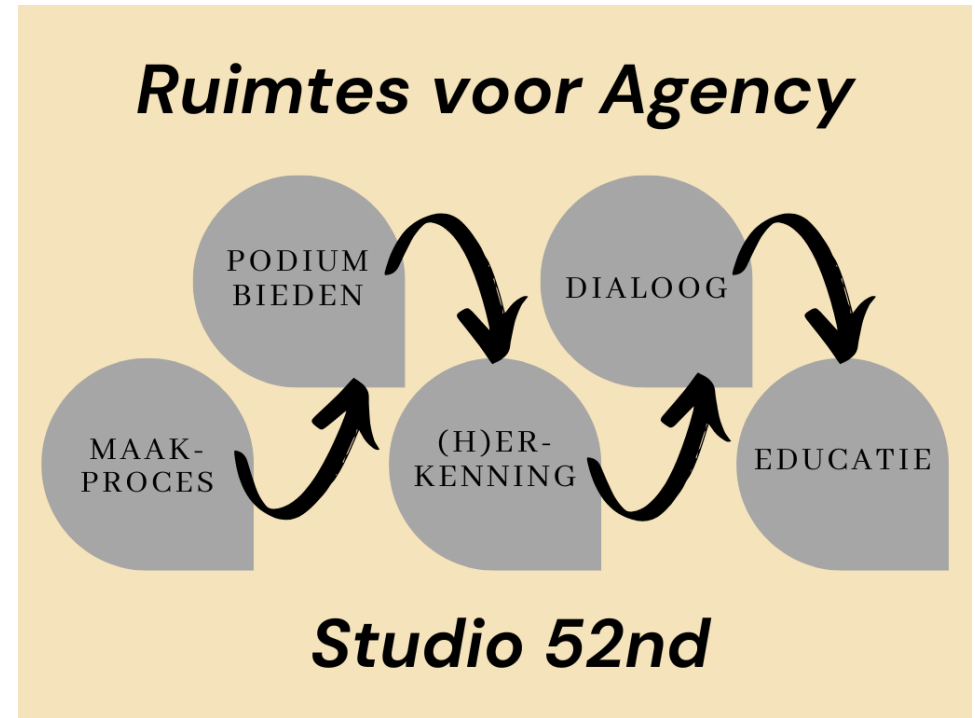 Ruimtes voor Agency
MAAK-
PROCES
PODIUM
BIEDEN
(H)ER-
KENNING
DIALOOG
EDUCATIE
Studio 52nd